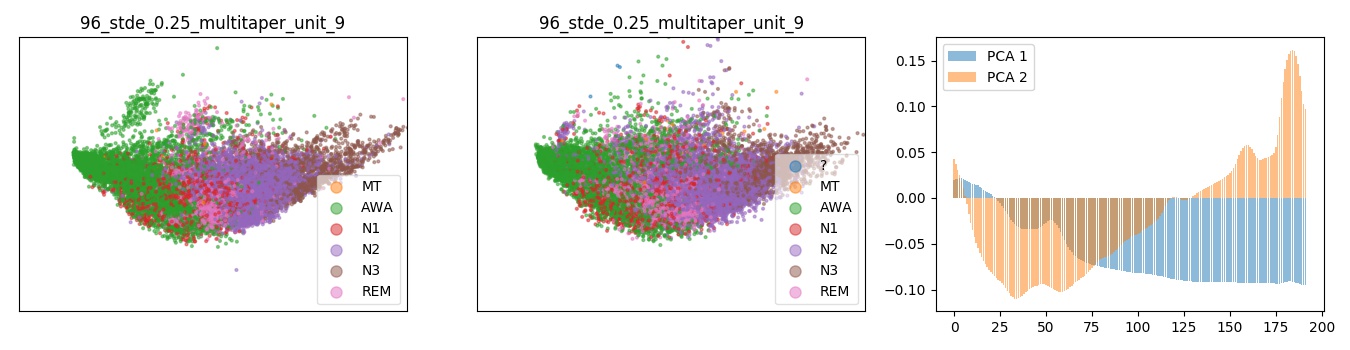 96_stde_0.25_multitaper_unit_9
MT
AWA
N1
N2
N3
REM
96_stde_0.25_multitaper_unit_9
?
MT
AWA
N1
N2
N3
REM
PCA 1
PCA 2
0.15
0.10
0.05
0.00
−0.05
−0.10
0 25 50 75 100 125 150 175 200